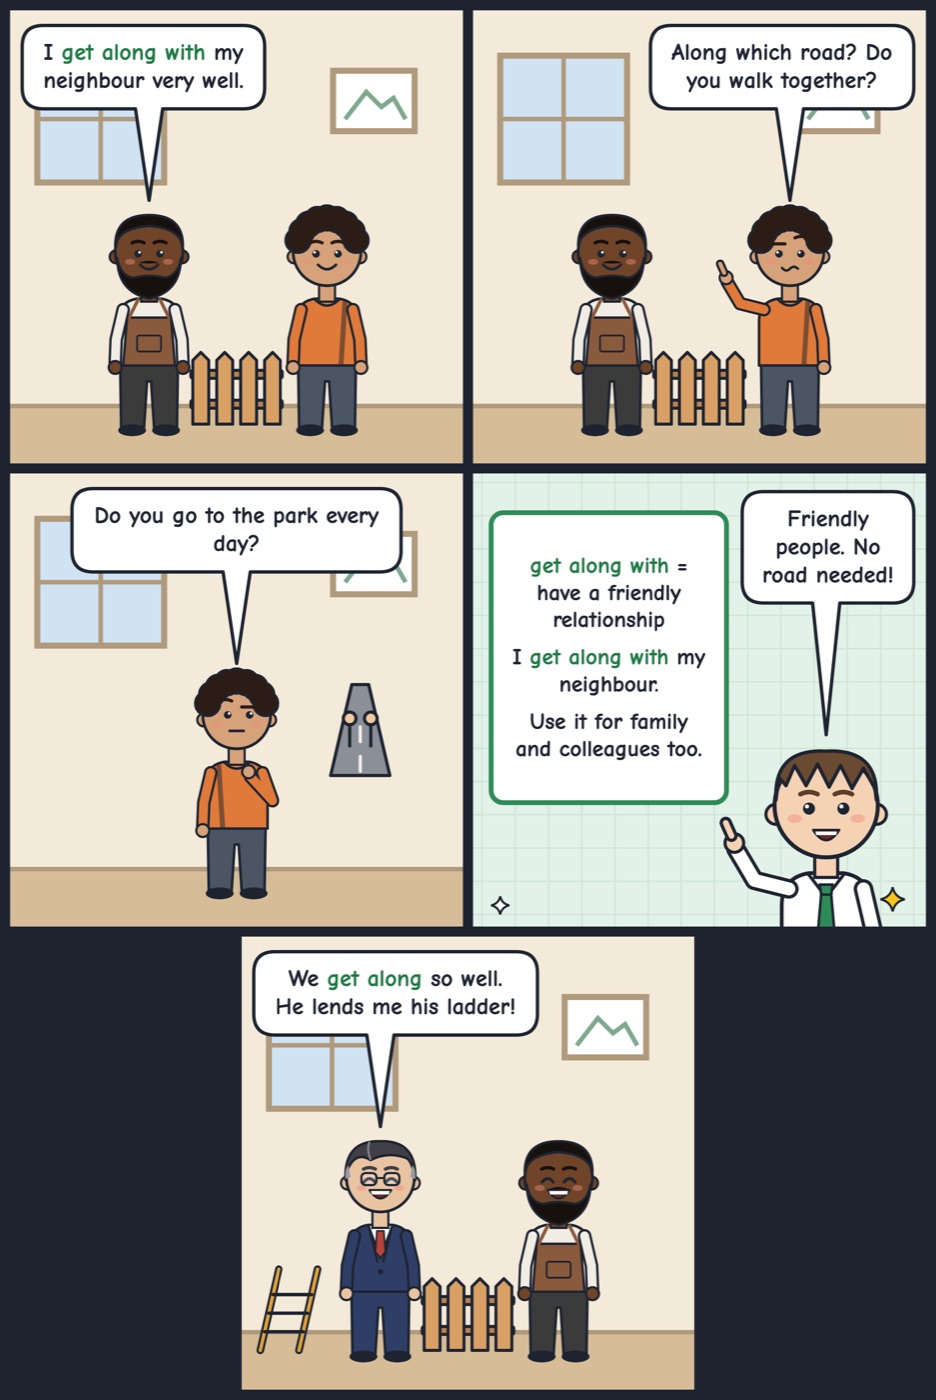 I get along with my
neighbour very well.
Along which road? Do
you walk together?
Do you go to the park every
day?
get along with =
have a friendly
relationship
I get along with my
neighbour.
Use it for family
and colleagues too.
Friendly
people. No
road needed!
We get along so well.
He lends me his ladder!